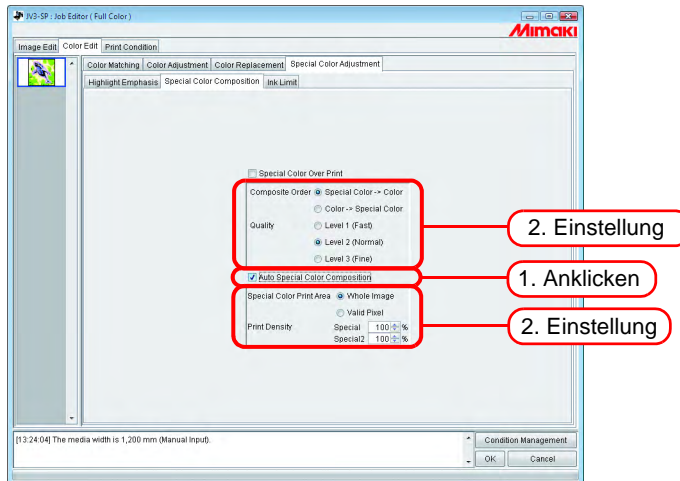 JV3-SP : Job Editor ( Full Color )
Mimaki
Image Edit Color Edit Print Condition
Color Matching Color Adjustment Color Replacement Special Color Adjustment
Highlight Emphasis Special Color Composition Ink Limit
Special Color Over Print
Composite Order Special Color -> Color
Color -> Special Color
Quality Level 1 (Fast)
Level 2 (Normal)
Level 3 (Fine)
2. Einstellung
Auto Special Color Composition
1. Anklicken
Special Color Print Area Whole Image
Valid Pixel
Print Density Special 100 %
Special2 100 %
2. Einstellung
[13:24:04] The media width is 1,200 mm (Manual Input).
Condition Management
OK Cancel